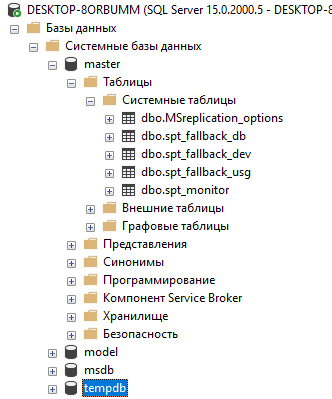 DESKTOP-8ORBUMM (SQL Server 15.0.2000.5 - DESKTOP-8
Базы данных
Системные базы данных
master
Таблицы
Системные таблицы
dbo.MSreplication_options
dbo.spt_fallback_db
dbo.spt_fallback_dev
dbo.spt_fallback_usg
dbo.spt_monitor
Внешние таблицы
Графовые таблицы
Представления
Синонимы
Программирование
Компонент Service Broker
Хранилище
Безопасность
model
msdb
tempdb